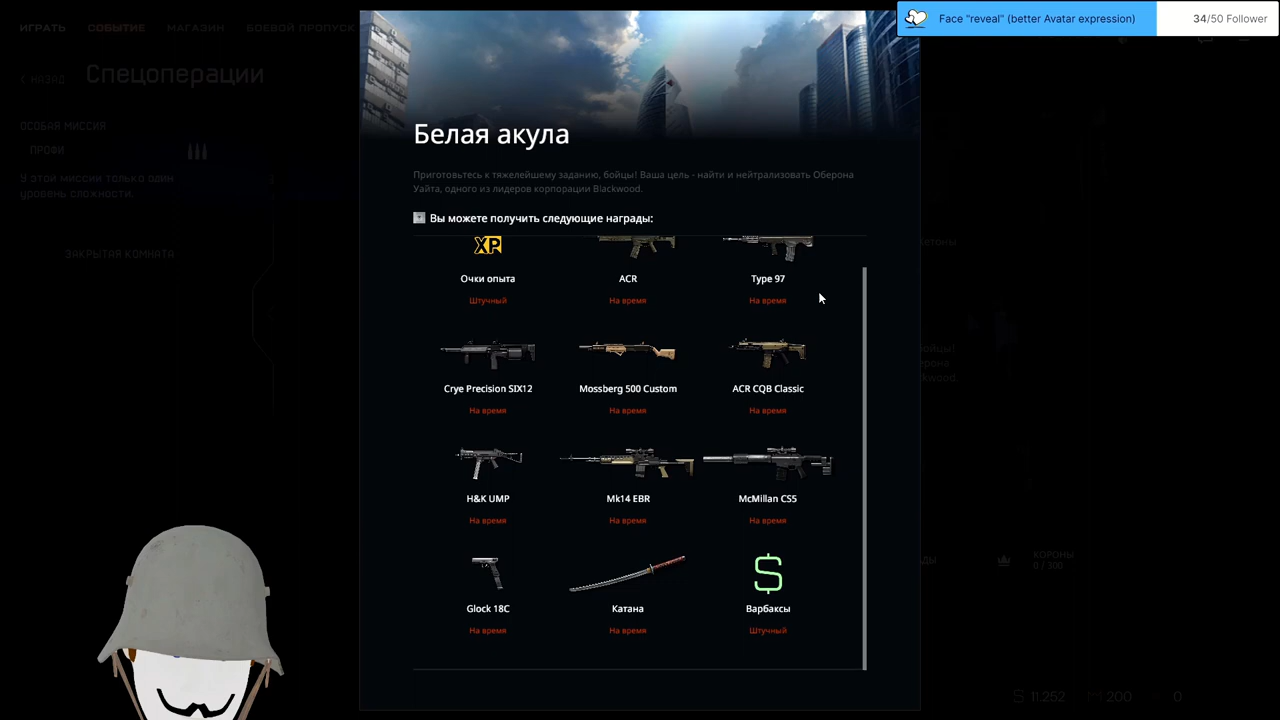 Face "reveal" (better Avatar expression)
34/50 Follower
ИГРАТЬ СОБЫТИЕ МАГАЗИН БОЕВОЙ ПРОПУСК
НАЗАД
Спецоперации
ОСОБАЯ МИССИЯ
ПРОФИ
У этой миссии только один
уровень сложности.
ЗАКРЫТАЯ КОМНАТА
Белая акула
Приготовьтесь к тяжелейшему заданию, бойцы! Ваша цель - найти и нейтрализовать Оберона
Уайта, одного из лидеров корпорации Blackwood.
Вы можете получить следующие награды:
XP
Очки опыта
Штучный
ACR
На время
Type 97
На время
Crye Precision SIX12
На время
Mossberg 500 Custom
На время
ACR CQB Classic
На время
H&K UMP
На время
Mk14 EBR
На время
McMillan CS5
На время
Glock 18C
На время
Катана
На время
$
Варбаксы
Штучный
КОРОНЫ
0 / 300
11,252
200
0